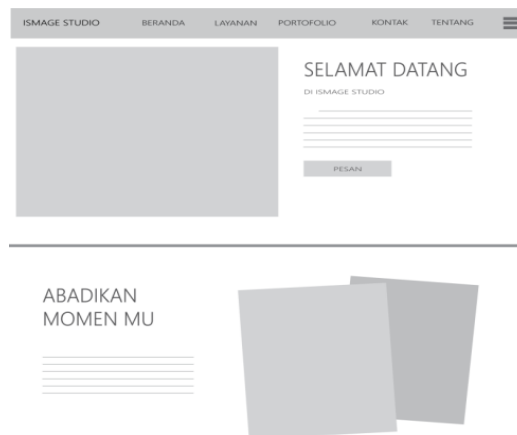 ISMAGE STUDIO BERANDA LAYANAN PORTOFOLIO KONTAK TENTANG
SELAMAT DATANG
DI ISMAGE STUDIO
PESAN
ABADIKAN
MOMEN MU